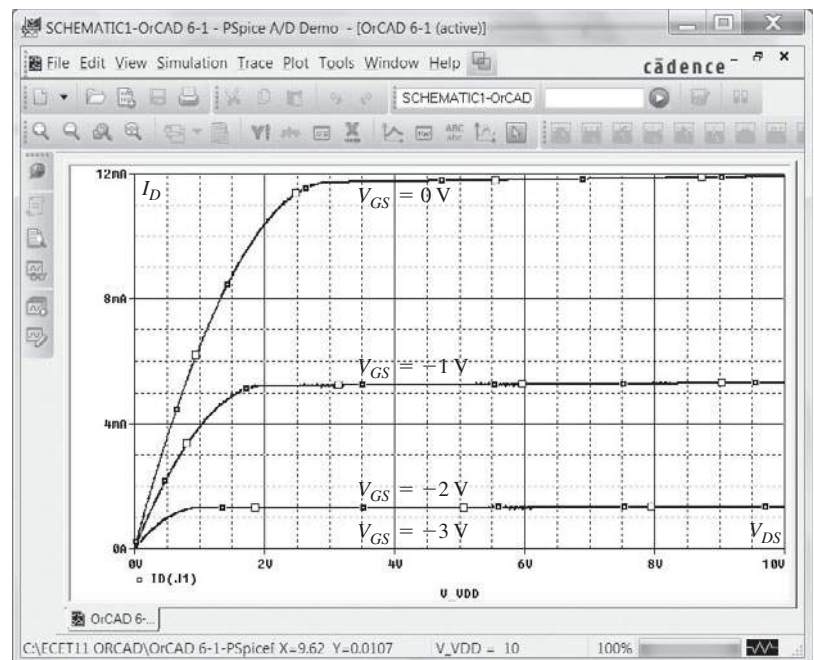 SCHEMATIC1-OrCAD 6-1 - PSpice A/D Demo - [OrCAD 6-1 (active)]
File Edit View Simulation Trace Plot Tools Window Help
cādence
SCHEMATIC1-OrCAD
12mA
I_D
V_GS = 0 V
8mA
V_GS = −1 V
4mA
V_GS = −2 V
V_GS = −3 V
V_DS
0A
0V
2V
4V
6V
8V
10V
ID(J1)
V_VDD
OrCAD 6-...
C:\ECET11 ORCAD\OrCAD 6-1-PSpiceF X=9.62 Y=0.0107 V_VDD = 10 100%